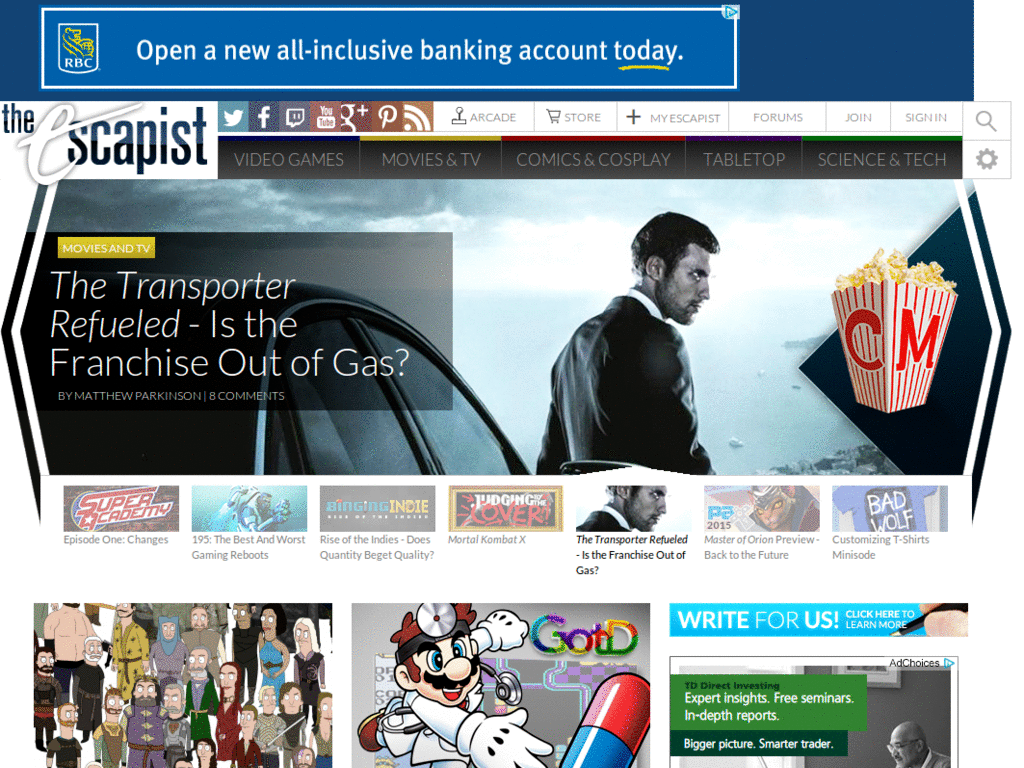 RBC
Open a new all-inclusive banking account today.
the escapist
You Tube
g+
ARCADE
STORE
MY ESCAPIST
FORUMS
JOIN
SIGN IN
VIDEO GAMES
MOVIES & TV
COMICS & COSPLAY
TABLETOP
SCIENCE & TECH
MOVIES AND TV
The Transporter
Refueled - Is the
Franchise Out of Gas?
BY MATTHEW PARKINSON | 8 COMMENTS
CM
SUPER
ACADEMY
Episode One: Changes
195: The Best And Worst
Gaming Reboots
BINGING INDIE
RISE OF THE INDIES
Rise of the Indies - Does
Quantity Beget Quality?
JUDGING BY THE
COVER!
Mortal Kombat X
The Transporter Refueled
- Is the Franchise Out of
Gas?
2015
Master of Orion Preview -
Back to the Future
BAD
WOLF
Customizing T-Shirts
Minisode
GotD
WRITE FOR US! CLICK HERE TO
LEARN MORE
AdChoices
TD Direct Investing
Expert insights. Free seminars.
In-depth reports.
Bigger picture. Smarter trader.